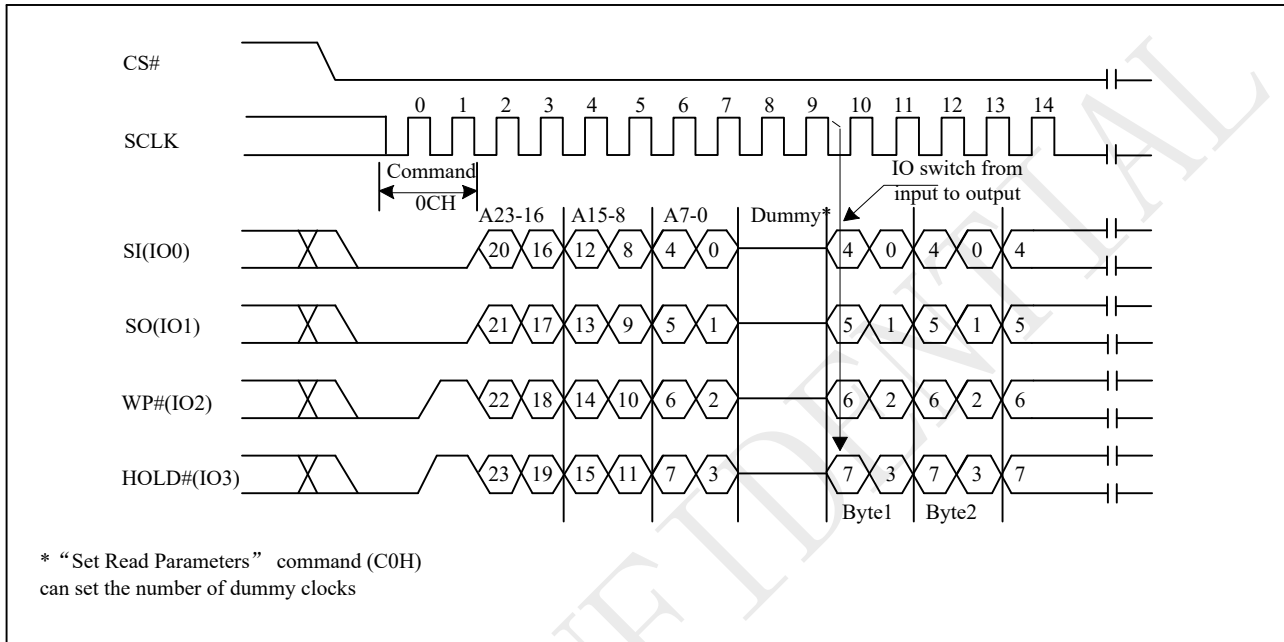 CS#
0 1 2 3 4 5 6 7 8 9 10 11 12 13 14
SCLK
Command
0CH
IO switch from
input to output
A23-16 A15-8 A7-0 Dummy*
SI(IO0) 20 16 12 8 4 0 4 0 4 0 4
SO(IO1) 21 17 13 9 5 1 5 1 5 1 5
WP#(IO2) 22 18 14 10 6 2 6 2 6 2 6
HOLD#(IO3) 23 19 15 11 7 3 7 3 7 3 7
Byte1 Byte2
* “Set Read Parameters” command (C0H)
can set the number of dummy clocks